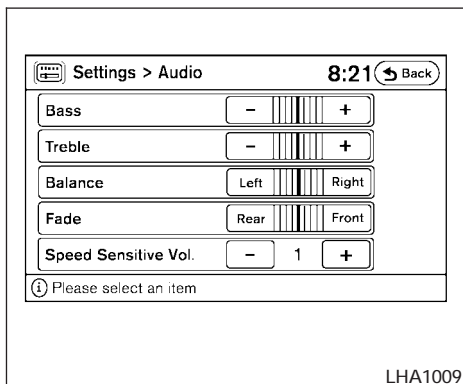 Settings > Audio 8:21 Back
Bass - +
Treble - +
Balance Left Right
Fade Rear Front
Speed Sensitive Vol. - 1 +
i Please select an item
LHA1009